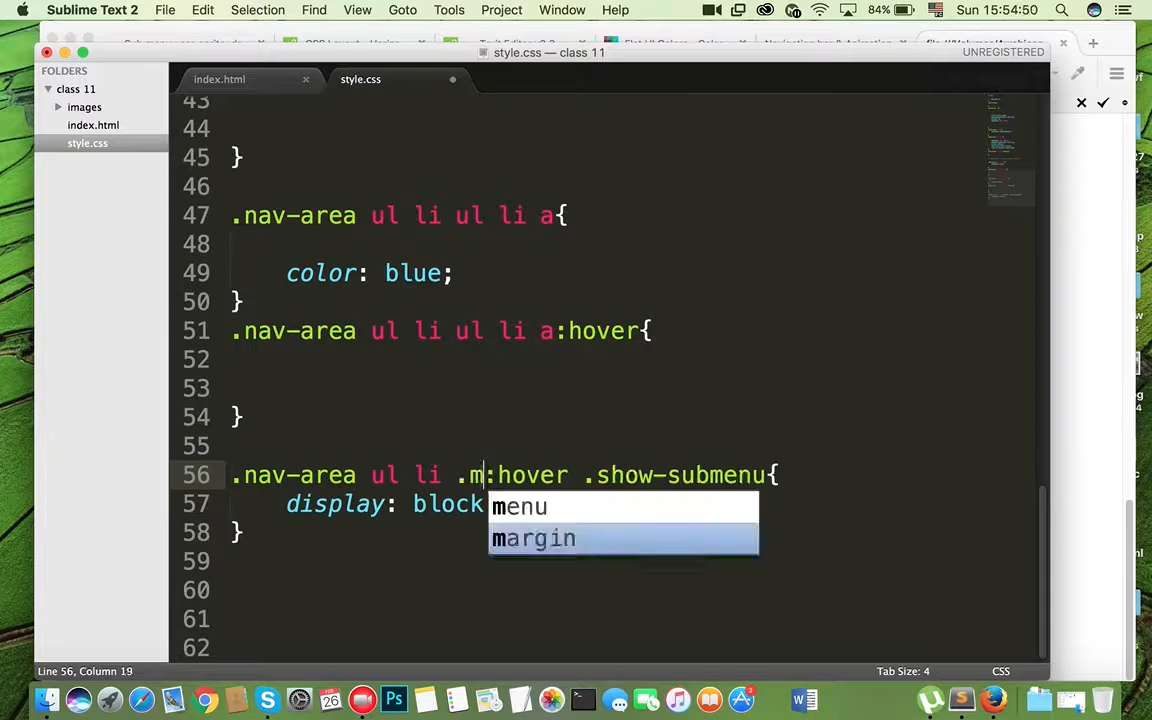 Sublime Text 2 File Edit Selection Find View Goto Tools Project Window Help 84% Sun 15:54:50
style.css — class 11 UNREGISTERED
FOLDERS
class 11
images
index.html
style.css
index.html style.css
43
44
45 }
46
47 .nav-area ul li ul li a{
48
49 color: blue;
50 }
51 .nav-area ul li ul li a:hover{
52
53
54 }
55
56 .nav-area ul li .m:hover .show-submenu{
57 display: block
menu
margin
58 }
59
60
61
62
Line 56, Column 19 Tab Size: 4 CSS